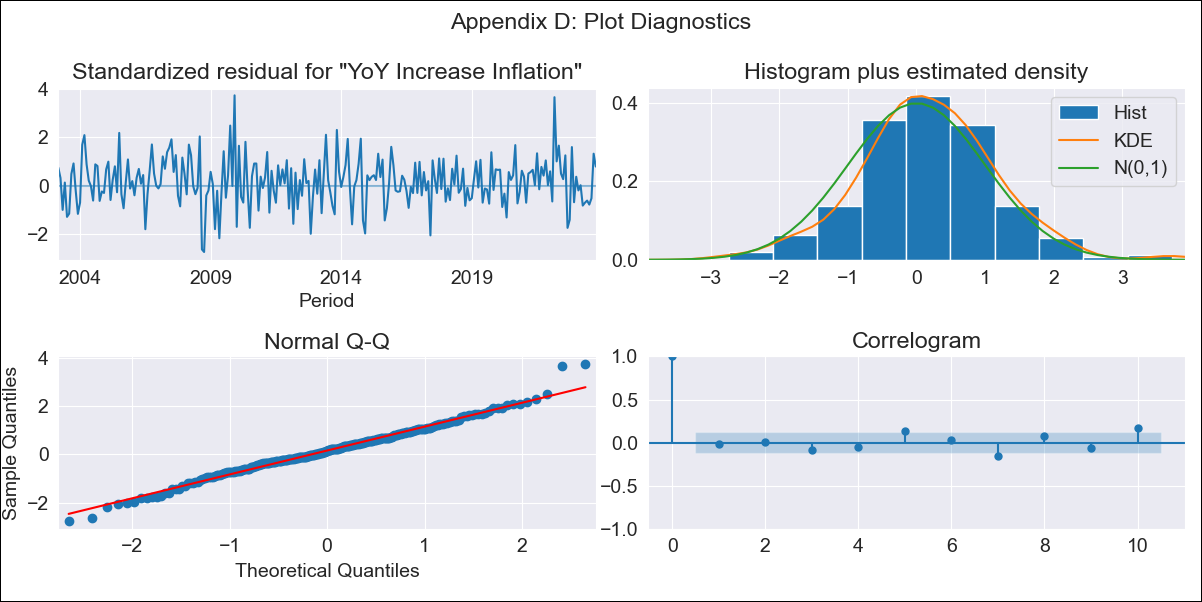 Appendix D: Plot Diagnostics
Standardized residual for "YoY Increase Inflation"
4
2
0
−2
2004 2009 2014 2019
Period
Histogram plus estimated density
0.4
0.2
0.0
−3 −2 −1 0 1 2 3
Hist
KDE
N(0,1)
Normal Q-Q
Sample Quantiles
4
2
0
−2
−2 −1 0 1 2
Theoretical Quantiles
Correlogram
1.0
0.5
0.0
−0.5
−1.0
0 2 4 6 8 10